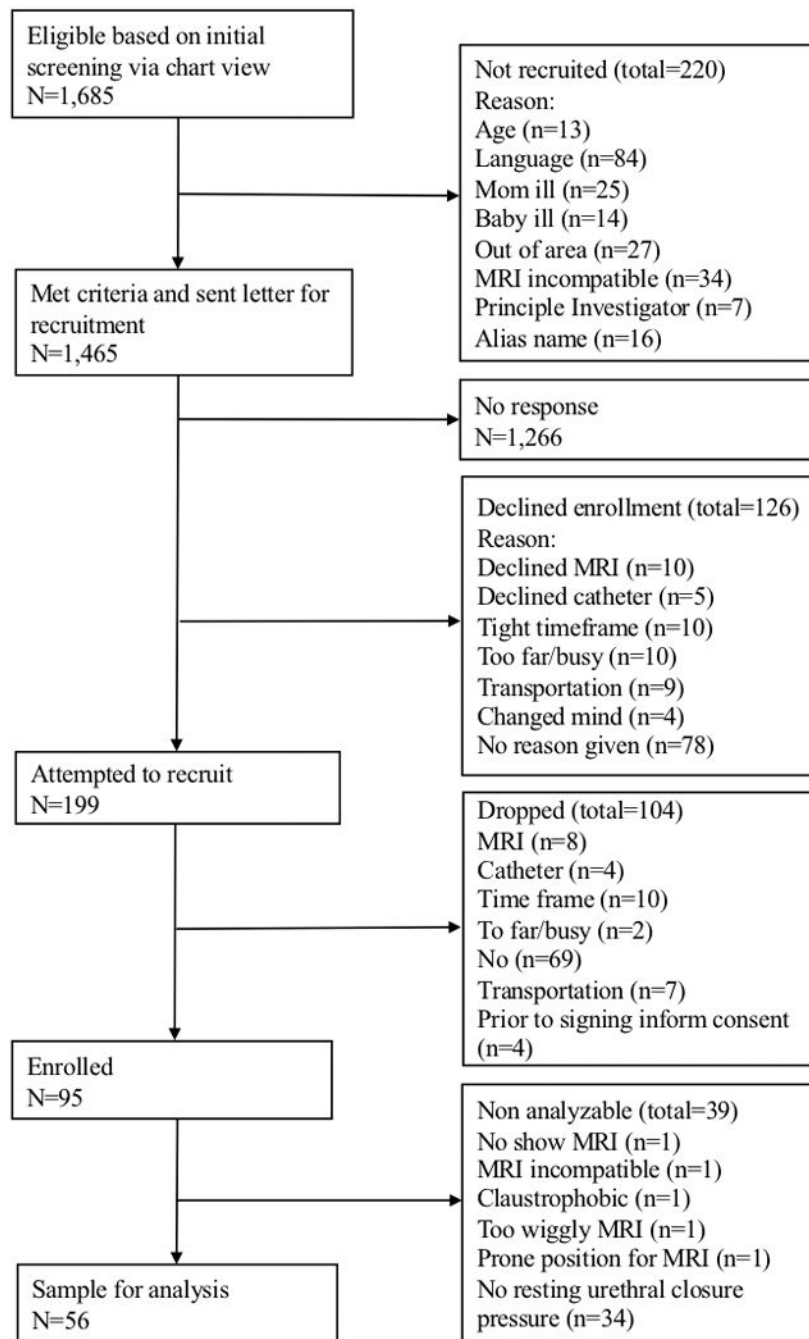 Eligible based on initial
screening via chart view
N=1,685
Not recruited (total=220)
Reason:
Age (n=13)
Language (n=84)
Mom ill (n=25)
Baby ill (n=14)
Out of area (n=27)
MRI incompatible (n=34)
Principle Investigator (n=7)
Alias name (n=16)
Met criteria and sent letter for
recruitment
N=1,465
No response
N=1,266
Declined enrollment (total=126)
Reason:
Declined MRI (n=10)
Declined catheter (n=5)
Tight timeframe (n=10)
Too far/busy (n=10)
Transportation (n=9)
Changed mind (n=4)
No reason given (n=78)
Attempted to recruit
N=199
Dropped (total=104)
MRI (n=8)
Catheter (n=4)
Time frame (n=10)
To far/busy (n=2)
No (n=69)
Transportation (n=7)
Prior to signing inform consent
(n=4)
Enrolled
N=95
Non analyzable (total=39)
No show MRI (n=1)
MRI incompatible (n=1)
Claustrophobic (n=1)
Too wiggly MRI (n=1)
Prone position for MRI (n=1)
No resting urethral closure
pressure (n=34)
Sample for analysis
N=56